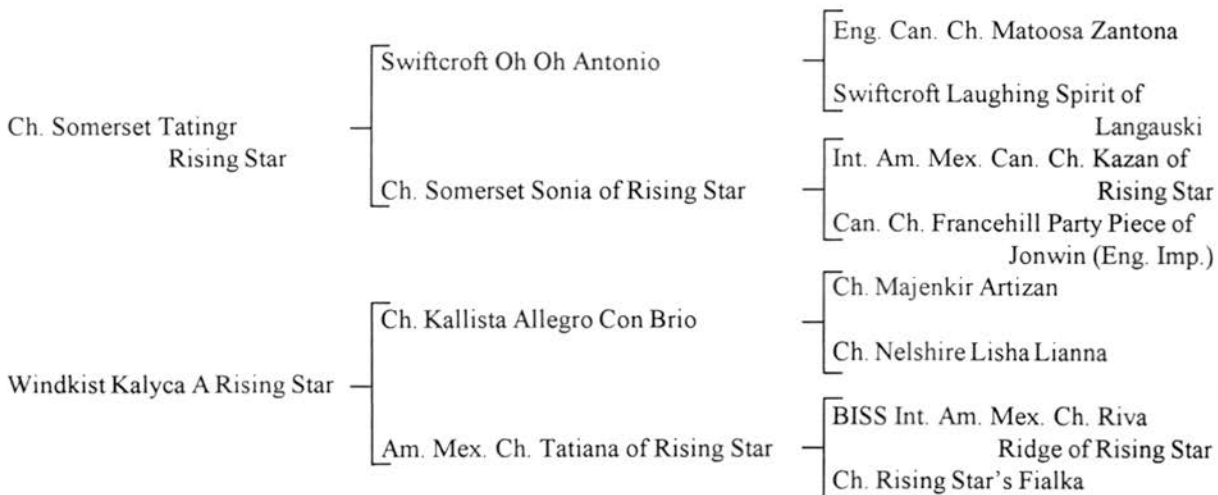 Eng. Can. Ch. Matoosa Zantona
Swiftcroft Oh Oh Antonio
Swiftcroft Laughing Spirit of
Langauski
Ch. Somerset Tatingr
Rising Star
Int. Am. Mex. Can. Ch. Kazan of
Rising Star
Ch. Somerset Sonia of Rising Star
Can. Ch. Francehill Party Piece of
Jonwin (Eng. Imp.)
Ch. Majenkir Artizan
Ch. Kallista Allegro Con Brio
Ch. Nelshire Lisha Lianna
Windkist Kalyca A Rising Star
BISS Int. Am. Mex. Ch. Riva
Ridge of Rising Star
Am. Mex. Ch. Tatiana of Rising Star
Ch. Rising Star's Fialka